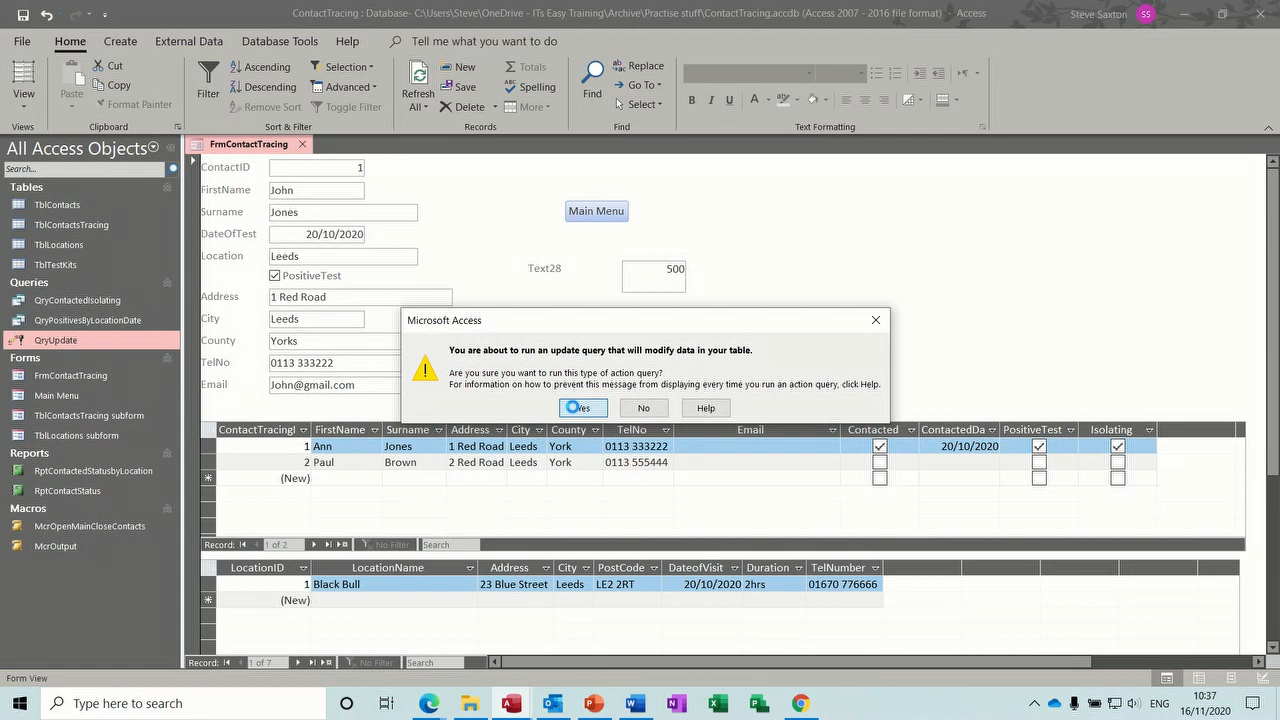 ContactTracing : Database- C:\Users\Steve\OneDrive - ITs Easy Training\Archive\Practise stuff\ContactTracing.accdb (Access 2007 - 2016 file format) - Access
Steve Saxton SS
File Home Create External Data Database Tools Help Tell me what you want to do
View
Views
Paste
Cut
Copy
Format Painter
Clipboard
Filter
Ascending
Descending
Remove Sort
Selection
Advanced
Toggle Filter
Sort & Filter
Refresh
All
New
Save
Delete
Totals
Spelling
More
Records
Find
Replace
Go To
Select
Find
B I U A
Text Formatting
All Access Objects
Search...
Tables
TblContacts
TblContactsTracing
TblLocations
TblTestKits
Queries
QryContactedIsolating
QryPositivesByLocationDate
QryUpdate
Forms
FrmContactTracing
Main Menu
TblContactsTracing subform
TblLocations subform
Reports
RptContactedStatusbyLocation
RptContactStatus
Macros
McrOpenMainCloseContacts
McrOutput
FrmContactTracing
ContactID 1
FirstName John
Surname Jones
DateOfTest 20/10/2020
Location Leeds
PositiveTest
Address 1 Red Road
City Leeds
County Yorks
TelNo 0113 333222
Email John@gmail.com
Main Menu
Text28 500
Microsoft Access
You are about to run an update query that will modify data in your table.
Are you sure you want to run this type of action query?
For information on how to prevent this message from displaying every time you run an action query, click Help.
Yes No Help
ContactTracingI FirstName Surname Address City County TelNo Email Contacted ContactedDa PositiveTest Isolating
1 Ann Jones 1 Red Road Leeds York 0113 333222 20/10/2020
2 Paul Brown 2 Red Road Leeds York 0113 555444
(New)
Record: 1 of 2 No Filter Search
LocationID LocationName Address City PostCode DateofVisit Duration TelNumber
1 Black Bull 23 Blue Street Leeds LE2 2RT 20/10/2020 2hrs 01670 776666
(New)
Record: 1 of 7 No Filter Search
Form View
Type here to search
ENG
10:37
16/11/2020